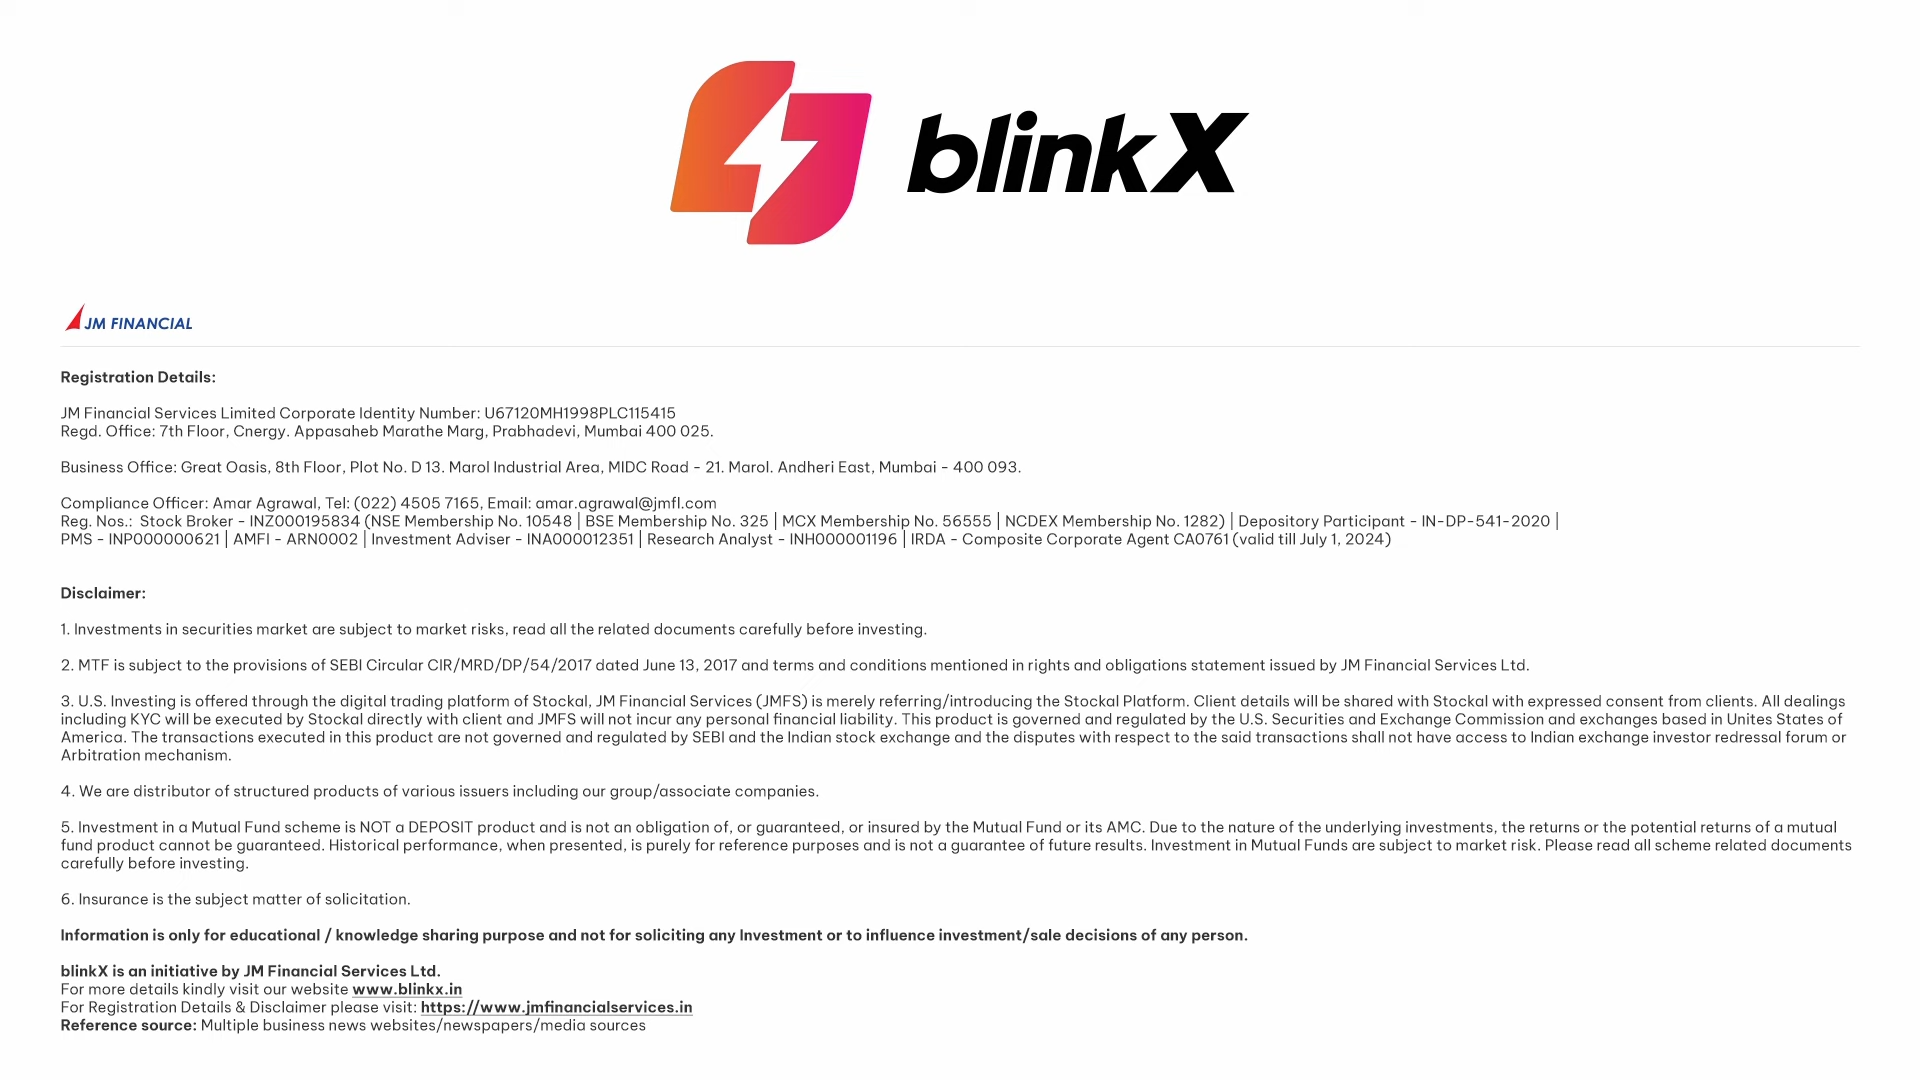 blinkX
JM FINANCIAL
Registration Details:
JM Financial Services Limited Corporate Identity Number: U67120MH1998PLC115415
Regd. Office: 7th Floor, Cnergy. Appasaheb Marathe Marg, Prabhadevi, Mumbai 400 025.
Business Office: Great Oasis, 8th Floor, Plot No. D 13. Marol Industrial Area, MIDC Road - 21. Marol. Andheri East, Mumbai - 400 093.
Compliance Officer: Amar Agrawal, Tel: (022) 4505 7165, Email: amar.agrawal@jmfl.com
Reg. Nos.:  Stock Broker - INZ000195834 (NSE Membership No. 10548 | BSE Membership No. 325 | MCX Membership No. 56555 | NCDEX Membership No. 1282) | Depository Participant - IN-DP-541-2020 |
PMS - INP000000621 | AMFI - ARN0002 | Investment Adviser - INA000012351 | Research Analyst - INH000001196 | IRDA - Composite Corporate Agent CA0761 (valid till July 1, 2024)
Disclaimer:
1. Investments in securities market are subject to market risks, read all the related documents carefully before investing.
2. MTF is subject to the provisions of SEBI Circular CIR/MRD/DP/54/2017 dated June 13, 2017 and terms and conditions mentioned in rights and obligations statement issued by JM Financial Services Ltd.
3. U.S. Investing is offered through the digital trading platform of Stockal, JM Financial Services (JMFS) is merely referring/introducing the Stockal Platform. Client details will be shared with Stockal with expressed consent from clients. All dealings
including KYC will be executed by Stockal directly with client and JMFS will not incur any personal financial liability. This product is governed and regulated by the U.S. Securities and Exchange Commission and exchanges based in Unites States of
America. The transactions executed in this product are not governed and regulated by SEBI and the Indian stock exchange and the disputes with respect to the said transactions shall not have access to Indian exchange investor redressal forum or
Arbitration mechanism.
4. We are distributor of structured products of various issuers including our group/associate companies.
5. Investment in a Mutual Fund scheme is NOT a DEPOSIT product and is not an obligation of, or guaranteed, or insured by the Mutual Fund or its AMC. Due to the nature of the underlying investments, the returns or the potential returns of a mutual
fund product cannot be guaranteed. Historical performance, when presented, is purely for reference purposes and is not a guarantee of future results. Investment in Mutual Funds are subject to market risk. Please read all scheme related documents
carefully before investing.
6. Insurance is the subject matter of solicitation.
Information is only for educational / knowledge sharing purpose and not for soliciting any Investment or to influence investment/sale decisions of any person.
blinkX is an initiative by JM Financial Services Ltd.
For more details kindly visit our website www.blinkx.in
For Registration Details & Disclaimer please visit: https://www.jmfinancialservices.in
Reference source: Multiple business news websites/newspapers/media sources